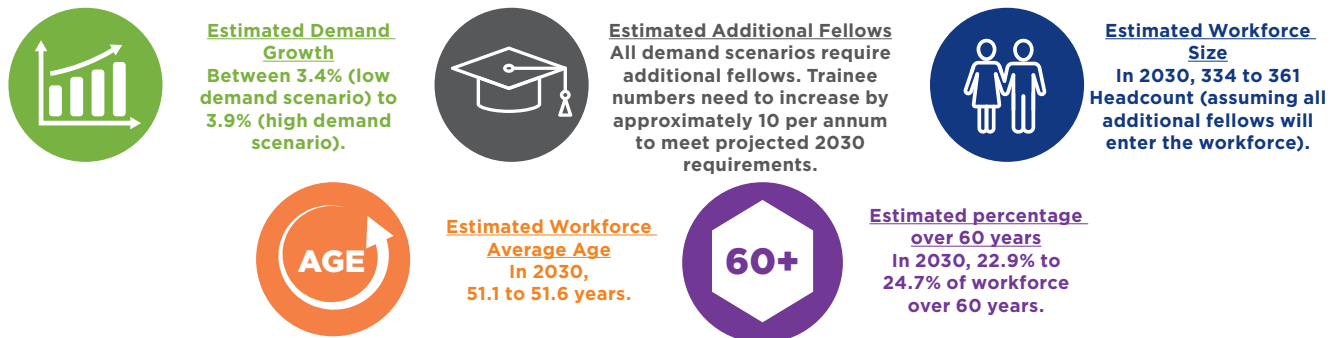 Estimated Demand
Growth
Between 3.4% (low
demand scenario) to
3.9% (high demand
scenario).
Estimated Additional Fellows
All demand scenarios require
additional fellows. Trainee
numbers need to increase by
approximately 10 per annum
to meet projected 2030
requirements.
Estimated Workforce
Size
In 2030, 334 to 361
Headcount (assuming all
additional fellows will
enter the workforce).
AGE
Estimated Workforce
Average Age
In 2030,
51.1 to 51.6 years.
60+
Estimated percentage
over 60 years
In 2030, 22.9% to
24.7% of workforce
over 60 years.